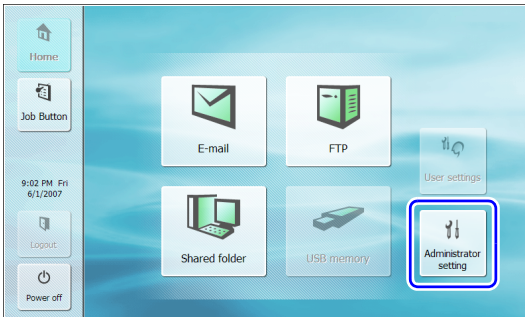 Home
Job Button
9:02 PM Fri
6/1/2007
Logout
Power off
E-mail
FTP
Shared folder
USB memory
User settings
Administrator
setting